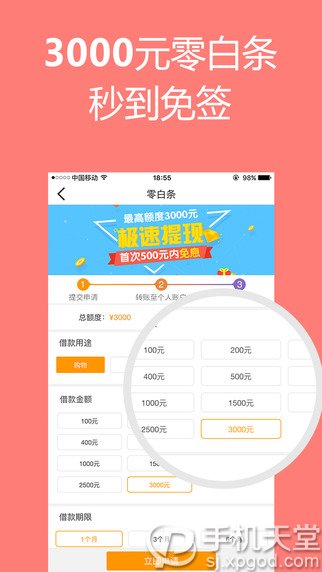 3000元零白条
秒到免签
中国移动 18:55 98%
零白条
最高额度3000元
极速提现
首次500元内免息
1 2 3
提交申请 转账至个人账户
总额度：¥3000
借款用途
购物
借款金额
100元
400元
1000元
2500元 3000元
100元 200元
400元 500元
1000元 1500元
2500元 3000元
借款期限
1个月 3个月 6个月
立即申请
手机天堂
sj.xpgod.com